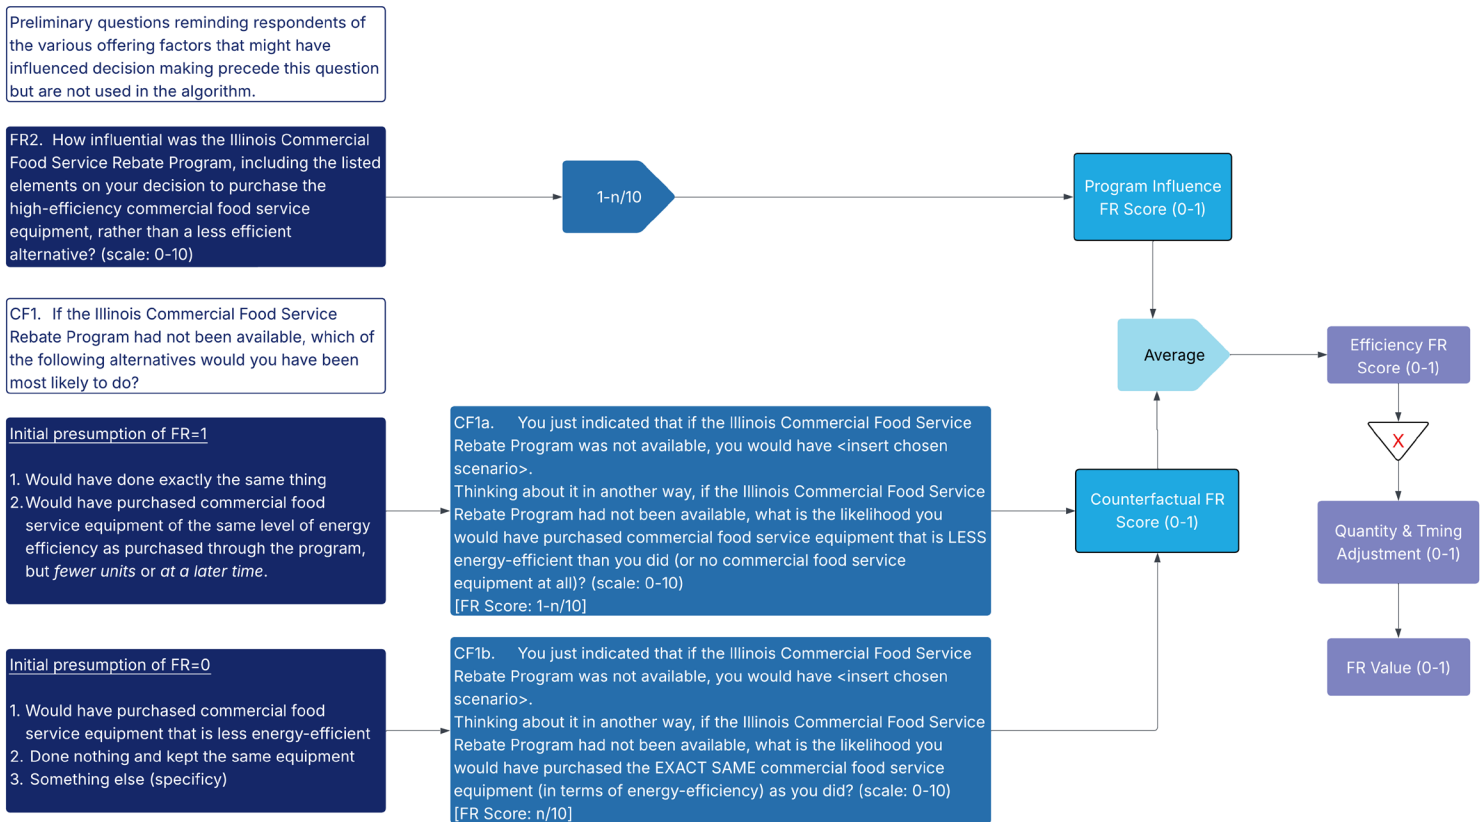 Preliminary questions reminding respondents of
the various offering factors that might have
influenced decision making precede this question
but are not used in the algorithm.
FR2. How influential was the Illinois Commercial
Food Service Rebate Program, including the listed
elements on your decision to purchase the
high-efficiency commercial food service
equipment, rather than a less efficient
alternative? (scale: 0-10)
1-n/10
Program Influence
FR Score (0-1)
CF1. If the Illinois Commercial Food Service
Rebate Program had not been available, which of
the following alternatives would you have been
most likely to do?
Average
Efficiency FR
Score (0-1)
X
Initial presumption of FR=1
1. Would have done exactly the same thing
2. Would have purchased commercial food
service equipment of the same level of energy
efficiency as purchased through the program,
but fewer units or at a later time.
CF1a. You just indicated that if the Illinois Commercial Food Service
Rebate Program was not available, you would have <insert chosen
scenario>.
Thinking about it in another way, if the Illinois Commercial Food Service
Rebate Program had not been available, what is the likelihood you
would have purchased commercial food service equipment that is LESS
energy-efficient than you did (or no commercial food service
equipment at all)? (scale: 0-10)
[FR Score: 1-n/10]
Counterfactual FR
Score (0-1)
Quantity & Tming
Adjustment (0-1)
Initial presumption of FR=0
1. Would have purchased commercial food
service equipment that is less energy-efficient
2. Done nothing and kept the same equipment
3. Something else (specificy)
CF1b. You just indicated that if the Illinois Commercial Food Service
Rebate Program was not available, you would have <insert chosen
scenario>.
Thinking about it in another way, if the Illinois Commercial Food Service
Rebate Program had not been available, what is the likelihood you
would have purchased the EXACT SAME commercial food service
equipment (in terms of energy-efficiency) as you did? (scale: 0-10)
[FR Score: n/10]
FR Value (0-1)